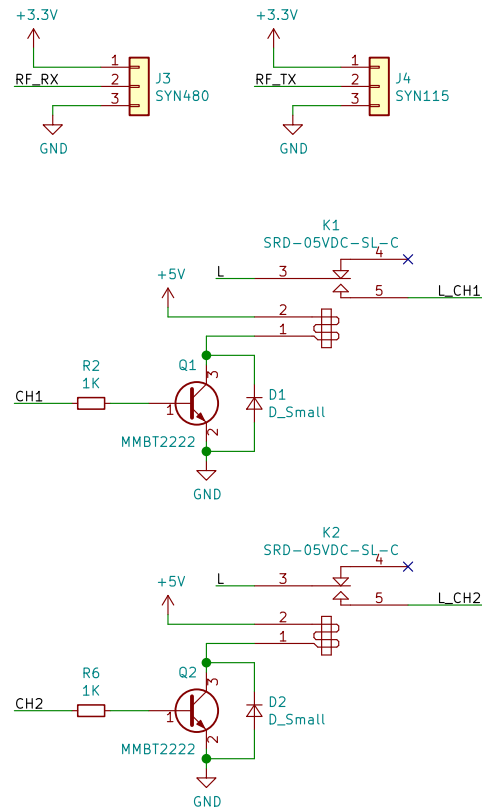 +3.3V
1
RF_RX
2
3
J3
SYN480
GND
+3.3V
1
RF_TX
2
3
J4
SYN115
GND
K1
SRD-05VDC-SL-C
4
L
3
5
L_CH1
+5V
2
1
R2
1K
Q1
3
CH1
1
D1
D_Small
2
MMBT2222
GND
K2
SRD-05VDC-SL-C
4
L
3
5
L_CH2
+5V
2
1
R6
1K
Q2
3
CH2
1
D2
D_Small
2
MMBT2222
GND